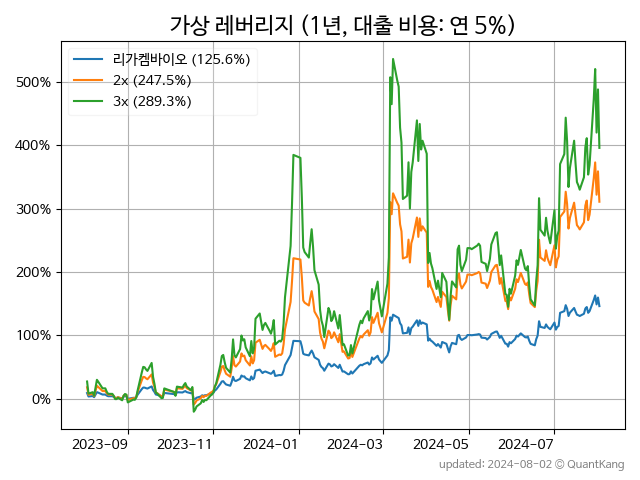 가상 레버리지 (1년, 대출 비용: 연 5%)
리가켐바이오 (125.6%)
2x (247.5%)
3x (289.3%)
500%
400%
300%
200%
100%
0%
2023-09 2023-11 2024-01 2024-03 2024-05 2024-07
updated: 2024-08-02 © QuantKang